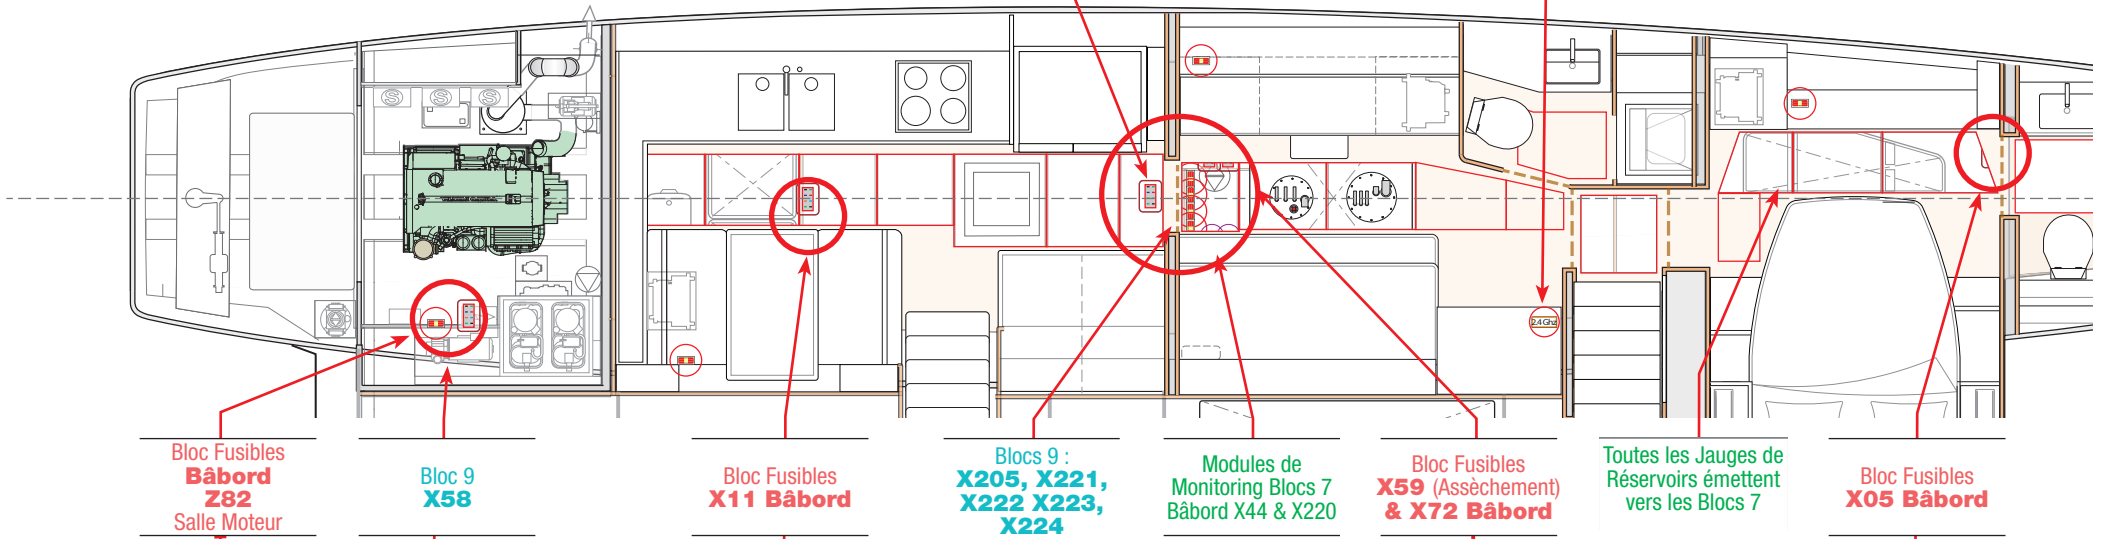 S S S
2.4 Ghz
Bloc Fusibles
Bâbord
Z82
Salle Moteur
Bloc 9
X58
Bloc Fusibles
X11 Bâbord
Blocs 9 :
X205, X221,
X222 X223,
X224
Modules de
Monitoring Blocs 7
Bâbord X44 & X220
Bloc Fusibles
X59 (Assèchement)
& X72 Bâbord
Toutes les Jauges de
Réservoirs émettent
vers les Blocs 7
Bloc Fusibles
X05 Bâbord